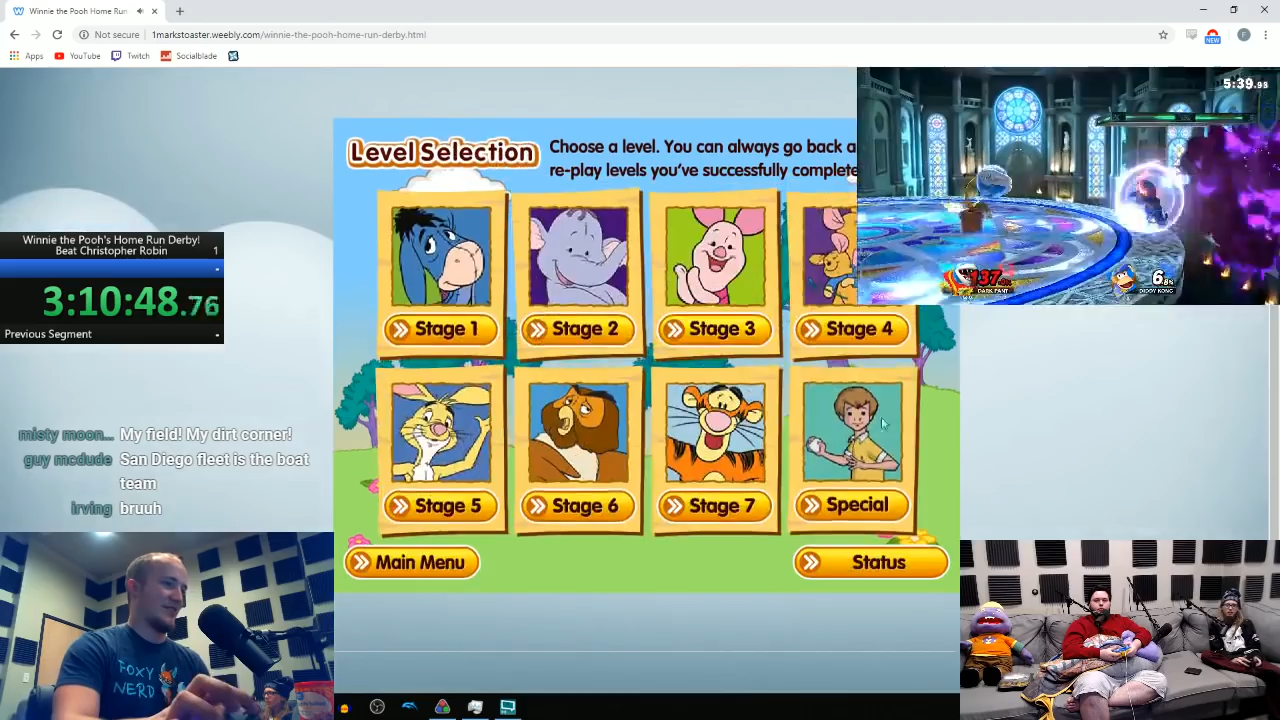 Winnie the Pooh Home Run
Not secure
1markstoaster.weebly.com/winnie-the-pooh-home-run-derby.html
NEW
F
Apps
YouTube
Twitch
Socialblade
5:39.98
Level Selection
Choose a level. You can always go back a
re-play levels you've successfully complete
Winnie the Pooh's Home Run Derby!
Beat Christopher Robin 1
-
3:10:48.76
Previous Segment -
137
DIDDY KONG
Stage 1
Stage 2
Stage 3
Stage 4
misty moon... My field! My dirt corner!
guy mcdude San Diego fleet is the boat
team
irving bruuh
Stage 5
Stage 6
Stage 7
Special
Main Menu
Status
FOXY
NERD